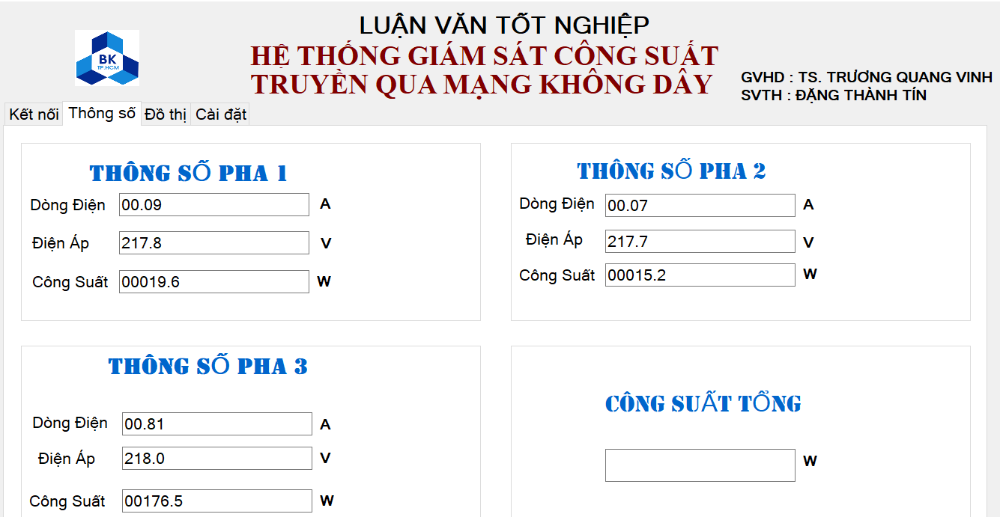 LUẬN VĂN TỐT NGHIỆP
HỆ THỐNG GIÁM SÁT CÔNG SUẤT
TRUYỀN QUA MẠNG KHÔNG DÂY
BK
TP.HCM
GVHD : TS. TRƯƠNG QUANG VINH
SVTH : ĐẶNG THÀNH TÍN
Kết nối Thông số Đồ thị Cài đặt
THÔNG SỐ PHA 1
Dòng Điện 00.09 A
Điện Áp 217.8 V
Công Suất 00019.6 W
THÔNG SỐ PHA 2
Dòng Điện 00.07 A
Điện Áp 217.7 V
Công Suất 00015.2 W
THÔNG SỐ PHA 3
Dòng Điện 00.81 A
Điện Áp 218.0 V
Công Suất 00176.5 W
CÔNG SUẤT TỔNG
W